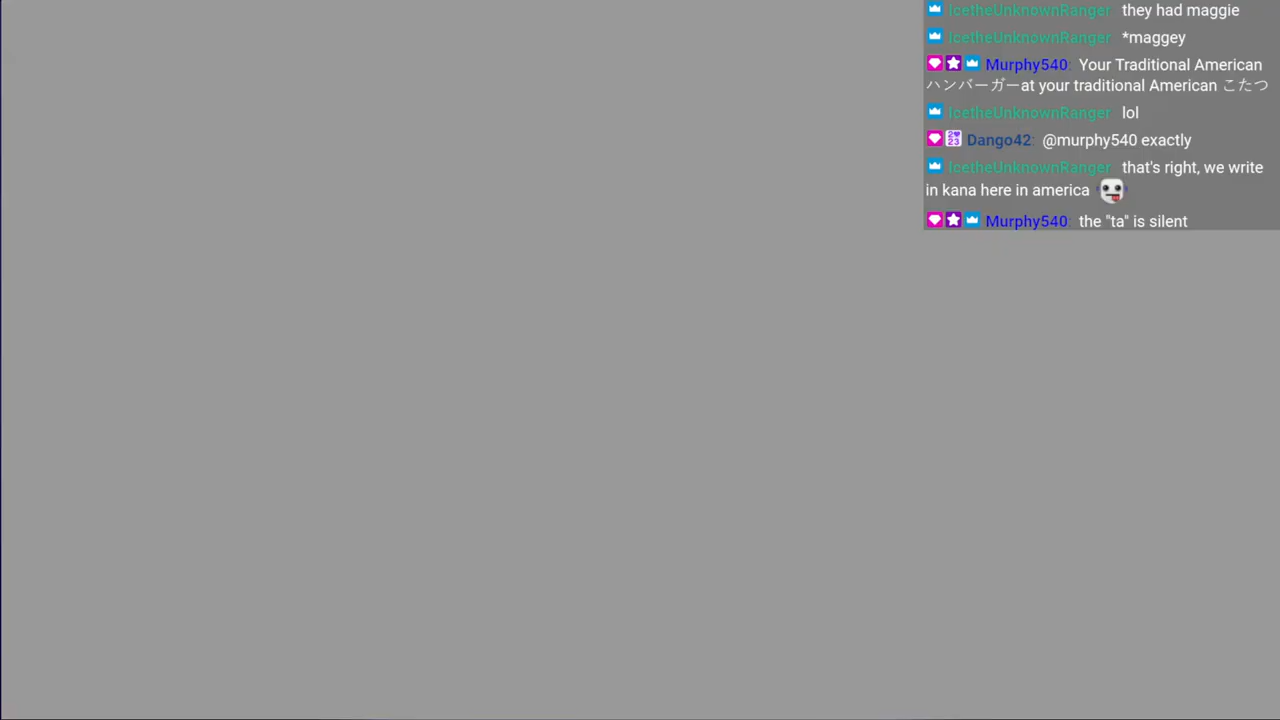 IcetheUnknownRanger they had maggie
IcetheUnknownRanger *maggey
Murphy540: Your Traditional American
ハンバーガーat your traditional American こたつ
IcetheUnknownRanger lol
2023 Dango42: @murphy540 exactly
IcetheUnknownRanger that's right, we write
in kana here in america
Murphy540: the "ta" is silent